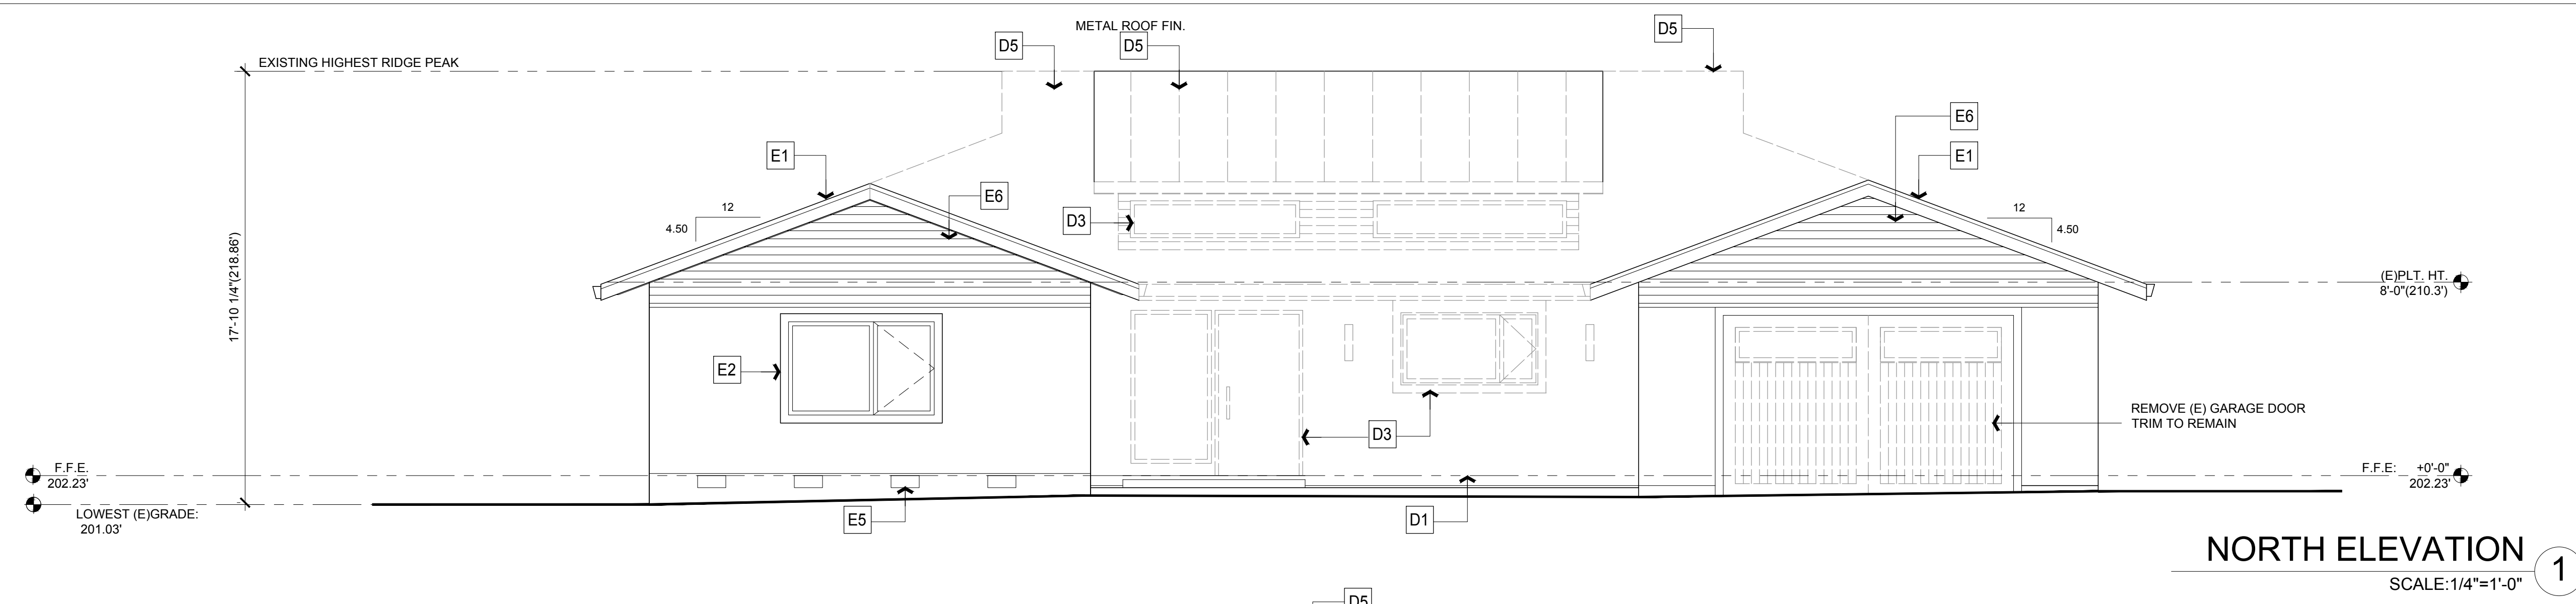 METAL ROOF FIN.
D5
D5
D5
EXISTING HIGHEST RIDGE PEAK
E6
E1
E1
E6
12
4.50
D3
12
4.50
17'-10 1/4"(218.86')
(E)PLT. HT.
8'-0"(210.3')
E2
REMOVE (E) GARAGE DOOR
TRIM TO REMAIN
D3
F.F.E.
202.23'
F.F.E: +0'-0"
202.23'
LOWEST (E)GRADE:
201.03'
E5
D1
NORTH ELEVATION
1
SCALE:1/4"=1'-0"
D5